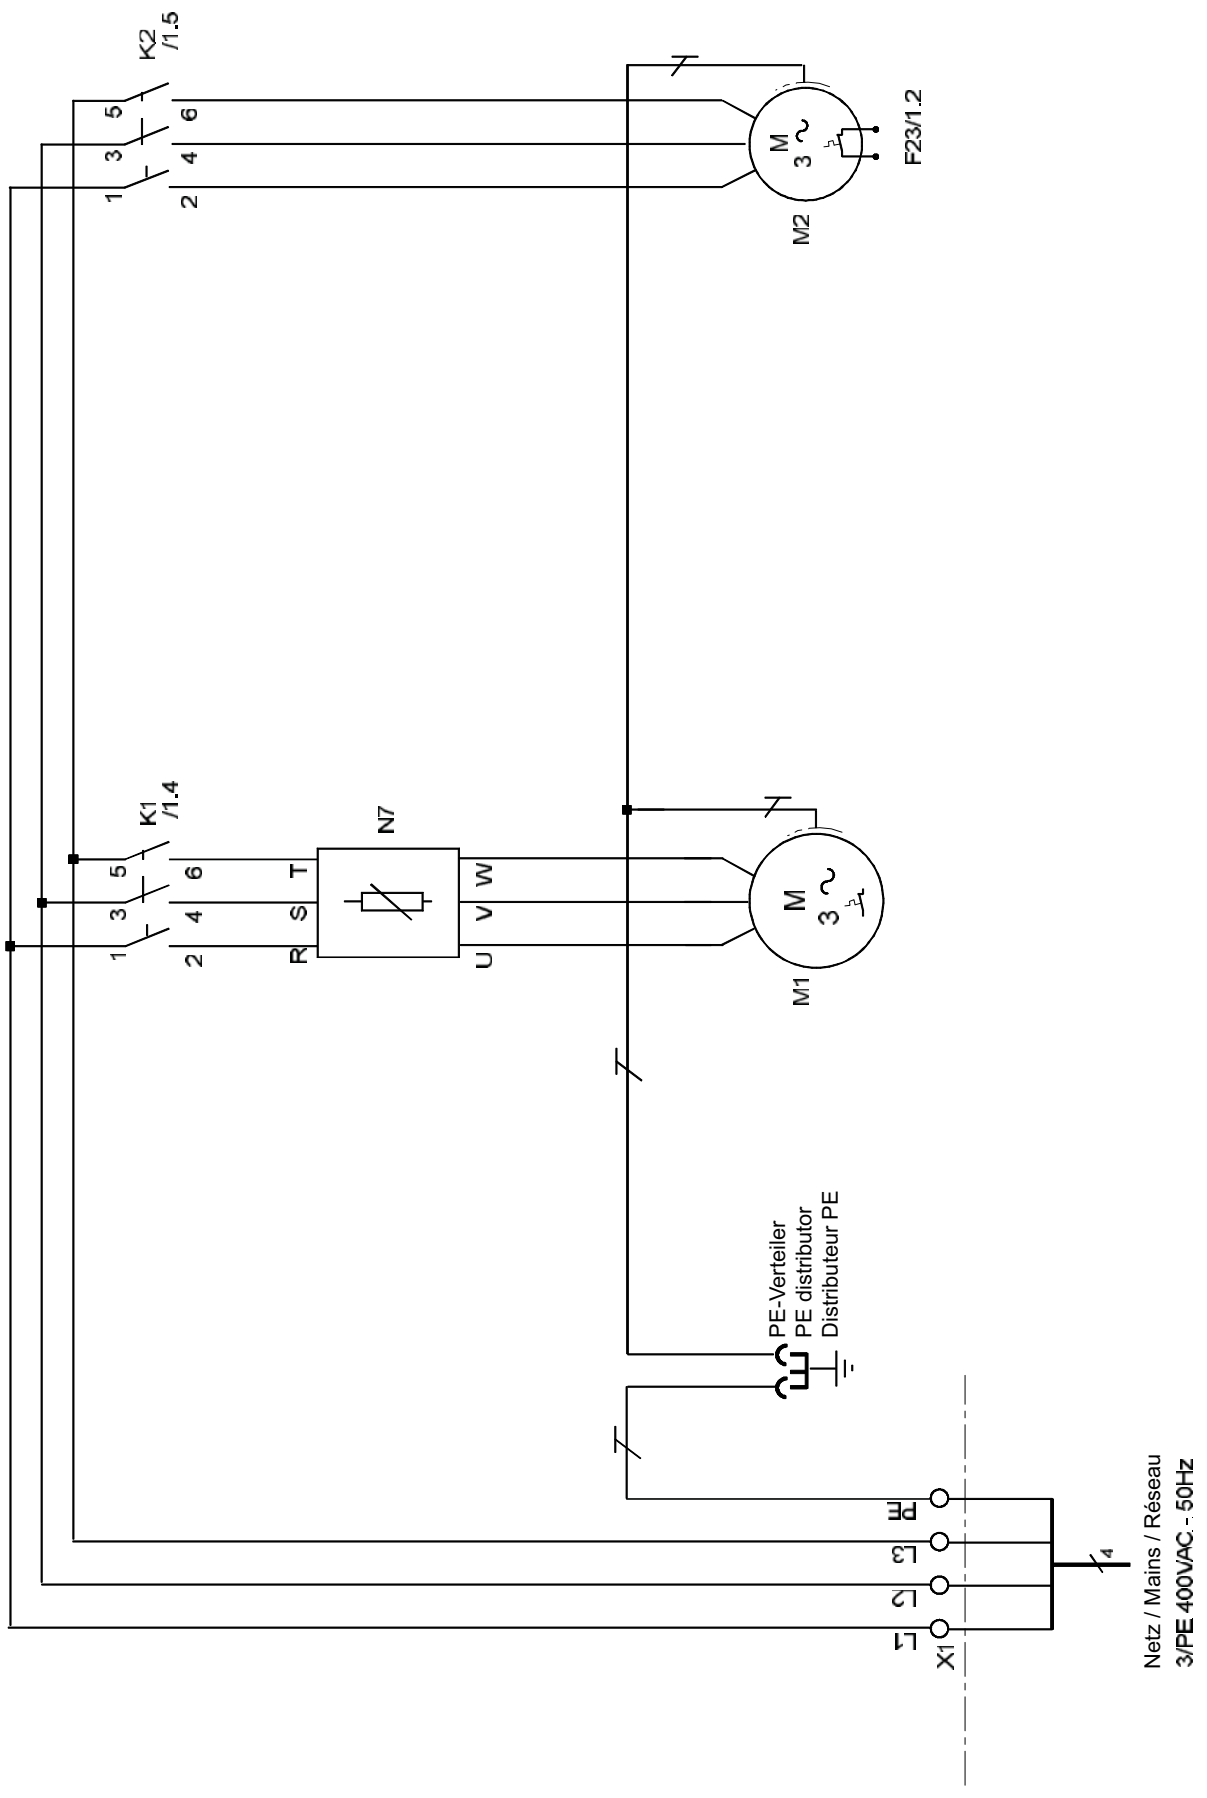 K1
/1.4
K2
/1.5
1
3
5
1
3
5
2
4
6
2
4
6
R
S
T
N7
U
V
W
M
3
M1
M
3
M2
F23/1.2
PE-Verteiler
PE distributor
Distributeur PE
L1
L2
L3
PE
X1
4
Netz / Mains / Réseau
3/PE 400VAC - 50Hz